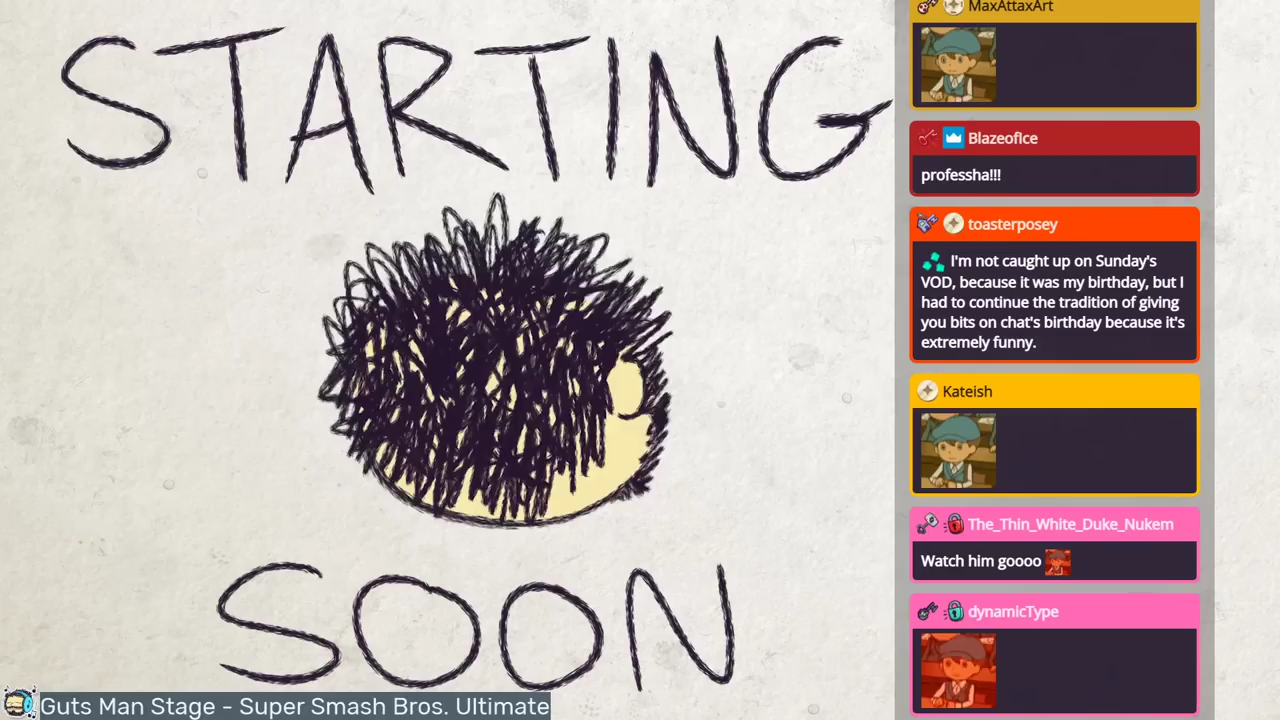 STARTING
SOON
Guts Man Stage - Super Smash Bros. Ultimate
MaxAttaxArt
BlazeofIce
professha!!!
toasterposey
I'm not caught up on Sunday's
VOD, because it was my birthday, but I
had to continue the tradition of giving
you bits on chat's birthday because it's
extremely funny.
Kateish
The_Thin_White_Duke_Nukem
Watch him goooo
dynamicType